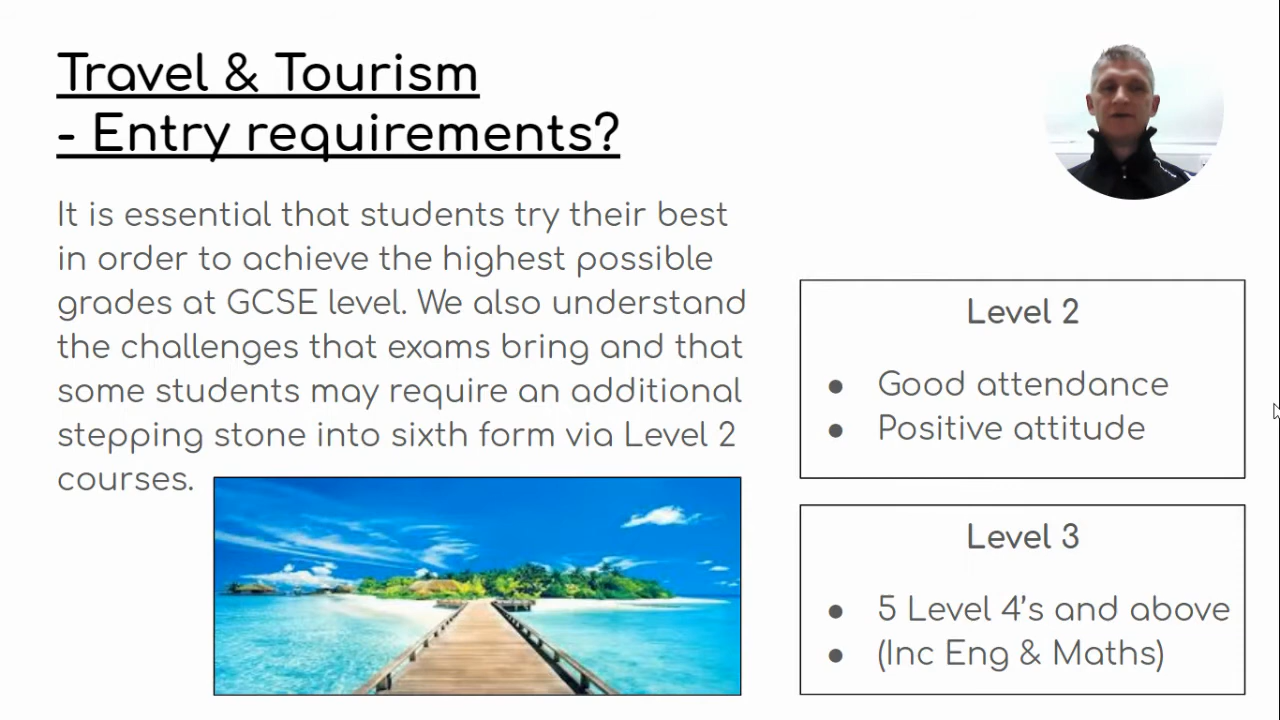 Travel & Tourism
- Entry requirements?
It is essential that students try their best
in order to achieve the highest possible
grades at GCSE level. We also understand
the challenges that exams bring and that
some students may require an additional
stepping stone into sixth form via Level 2
courses.
Level 2
● Good attendance
● Positive attitude
Level 3
● 5 Level 4’s and above
● (Inc Eng & Maths)